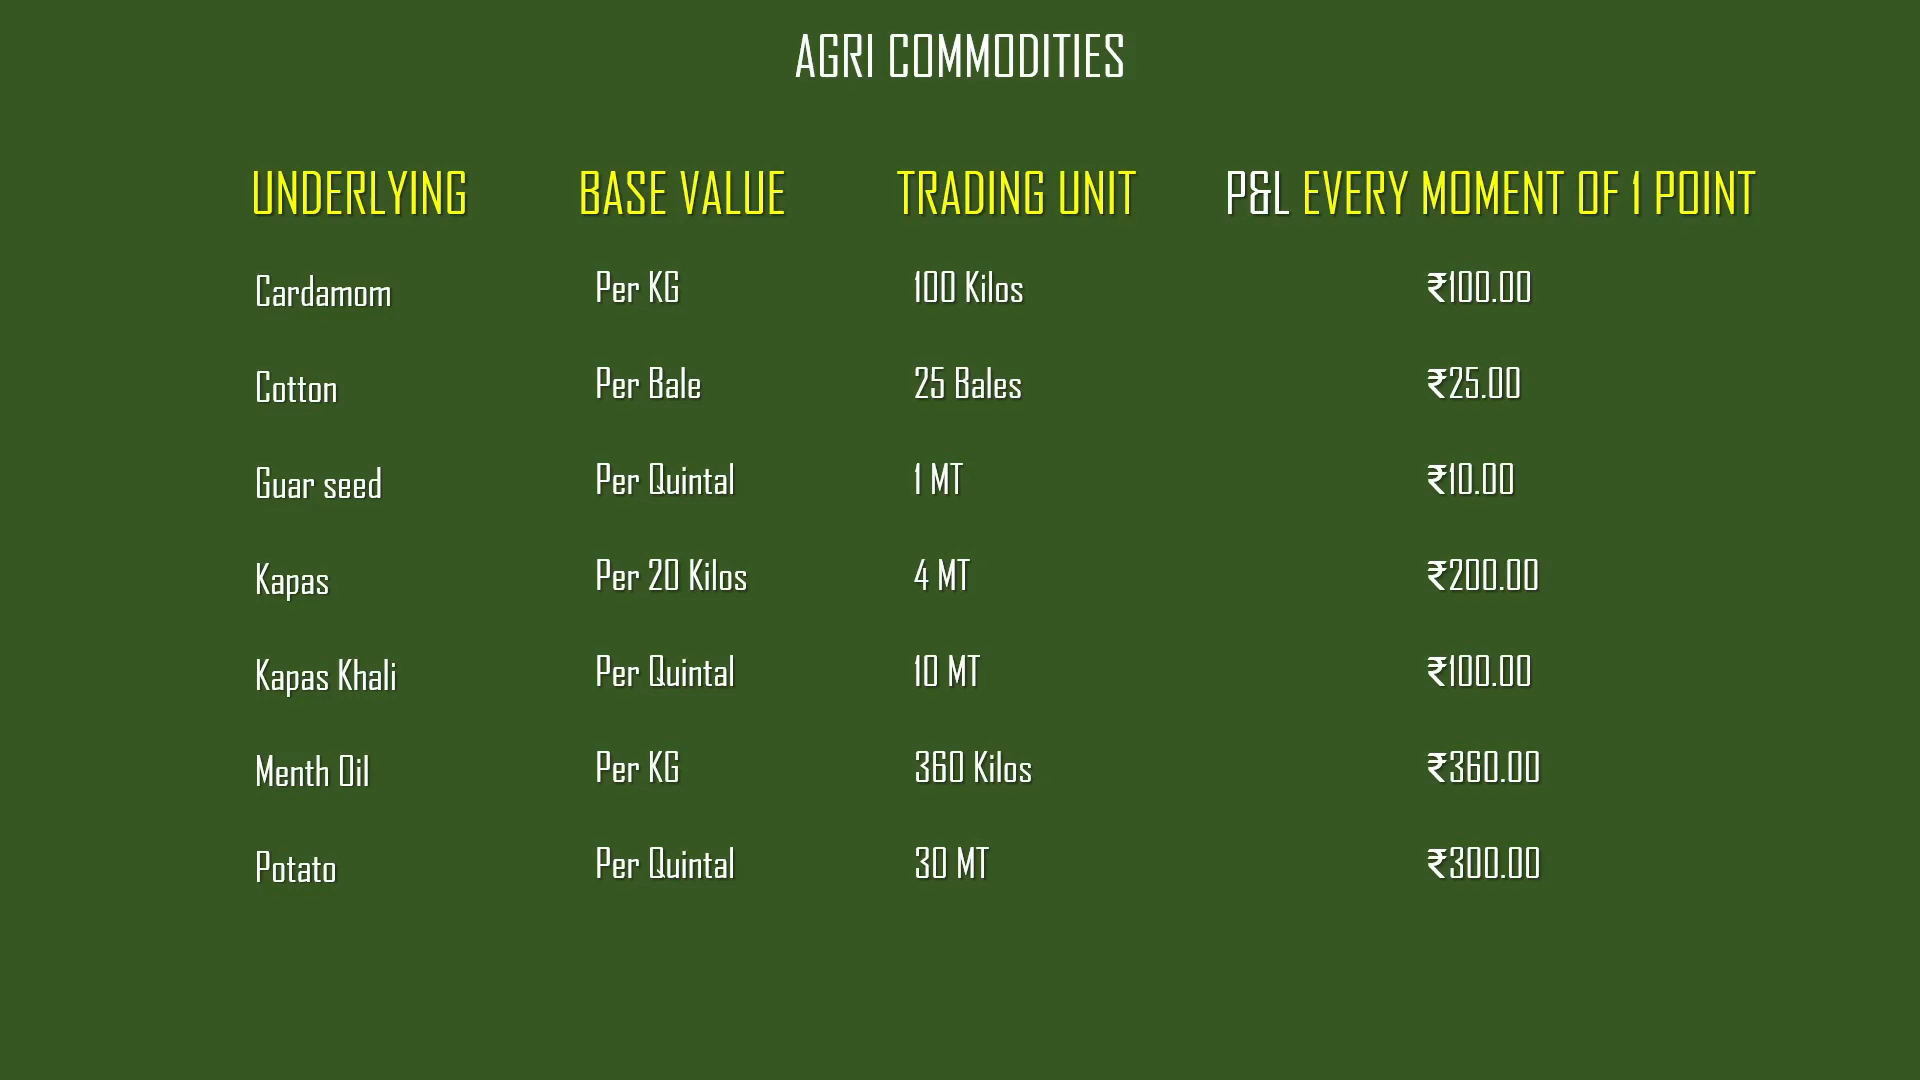 AGRI COMMODITIES
UNDERLYING BASE VALUE TRADING UNIT P&L EVERY MOMENT OF 1 POINT
Cardamom Per KG 100 Kilos ₹100.00
Cotton Per Bale 25 Bales ₹25.00
Guar seed Per Quintal 1 MT ₹10.00
Kapas Per 20 Kilos 4 MT ₹200.00
Kapas Khali Per Quintal 10 MT ₹100.00
Menth Oil Per KG 360 Kilos ₹360.00
Potato Per Quintal 30 MT ₹300.00